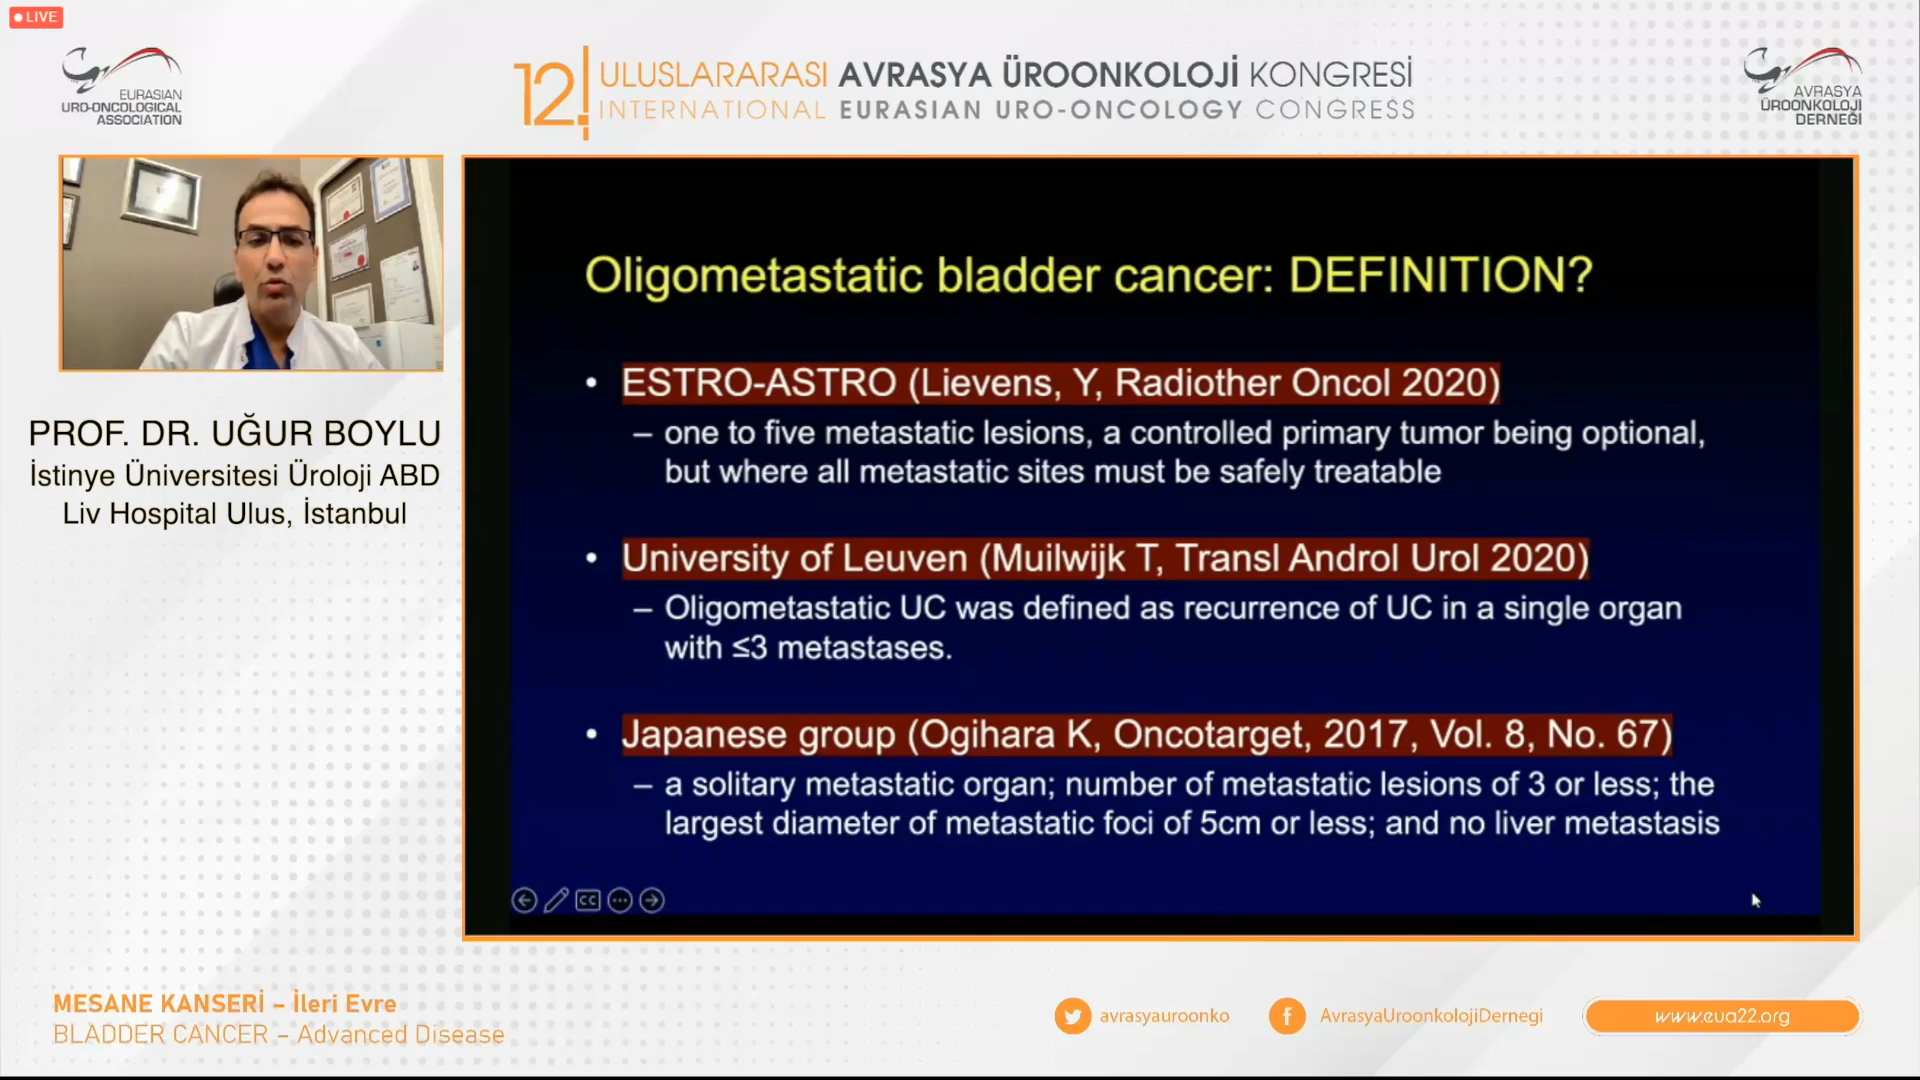 LIVE
EURASIAN
URO-ONCOLOGICAL
ASSOCIATION
12. ULUSLARARASI AVRASYA ÜROONKOLOJİ KONGRESİ
INTERNATIONAL EURASIAN URO-ONCOLOGY CONGRESS
AVRASYA
ÜROONKOLOJİ
DERNEĞİ
PROF. DR. UĞUR BOYLU
İstinye Üniversitesi Üroloji ABD
Liv Hospital Ulus, İstanbul
Oligometastatic bladder cancer: DEFINITION?
• ESTRO-ASTRO (Lievens, Y, Radiother Oncol 2020)
– one to five metastatic lesions, a controlled primary tumor being optional,
but where all metastatic sites must be safely treatable
• University of Leuven (Muilwijk T, Transl Androl Urol 2020)
– Oligometastatic UC was defined as recurrence of UC in a single organ
with ≤3 metastases.
• Japanese group (Ogihara K, Oncotarget, 2017, Vol. 8, No. 67)
– a solitary metastatic organ; number of metastatic lesions of 3 or less; the
largest diameter of metastatic foci of 5cm or less; and no liver metastasis
CC
MESANE KANSERİ – İleri Evre
BLADDER CANCER – Advanced Disease
avrasyauroonko
AvrasyaUroonkolojiDernegi
www.eua22.org